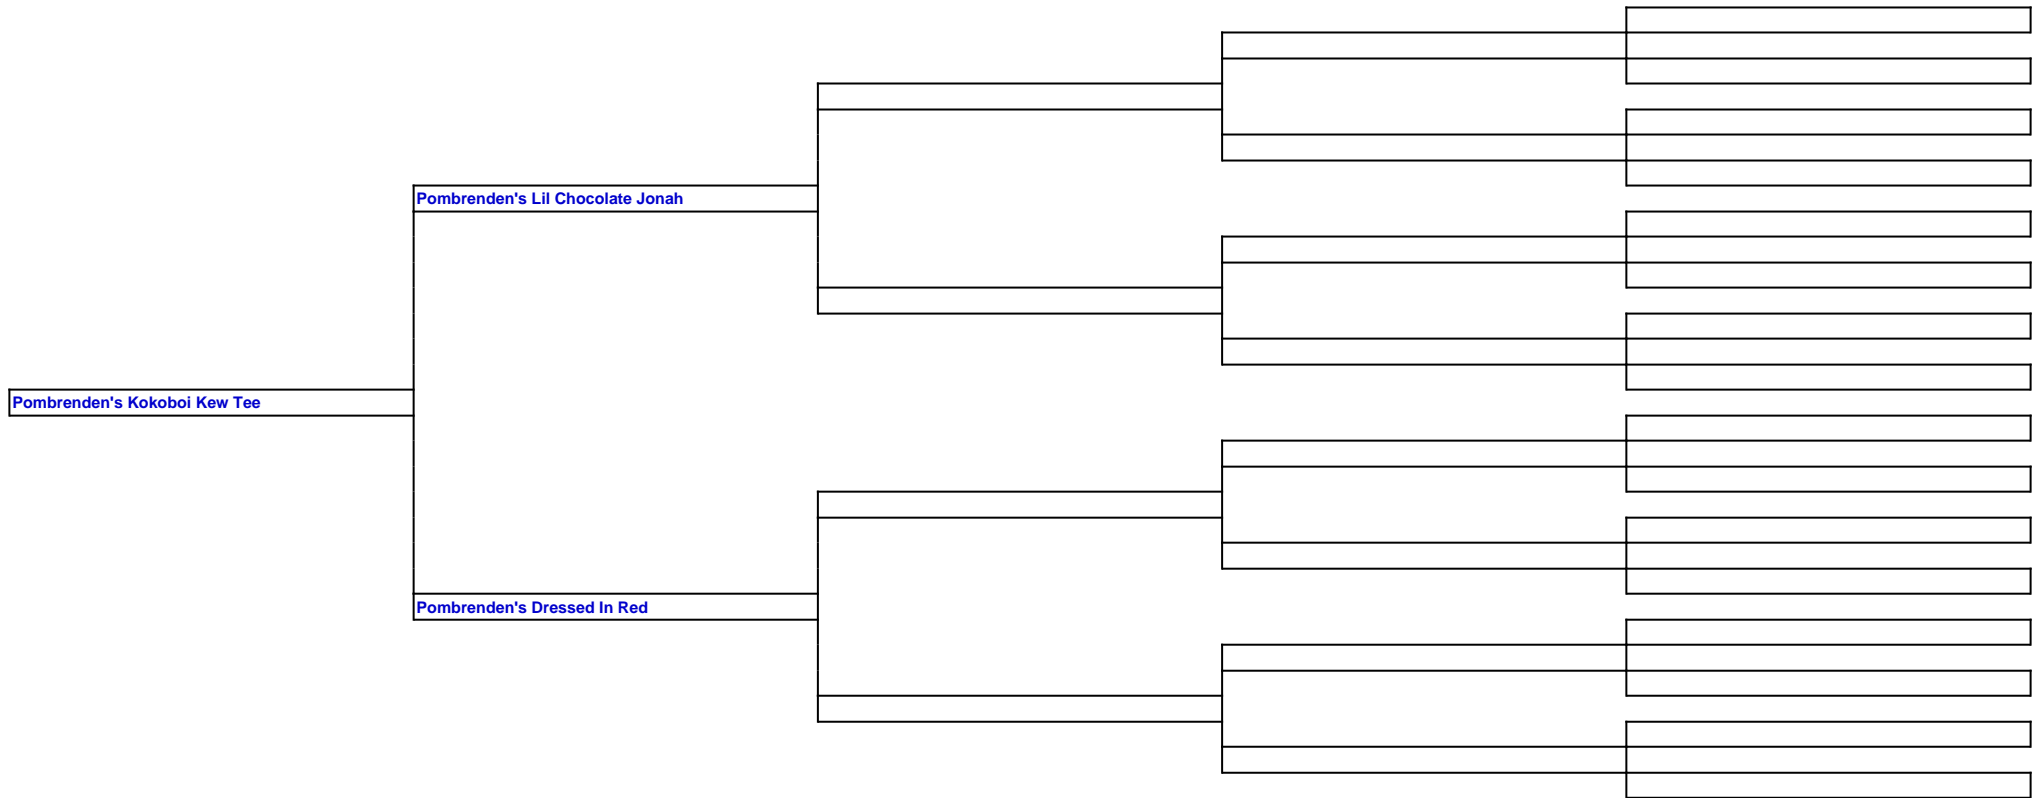 Pombrenden's Lil Chocolate Jonah
Pombrenden's Kokoboi Kew Tee
Pombrenden's Dressed In Red